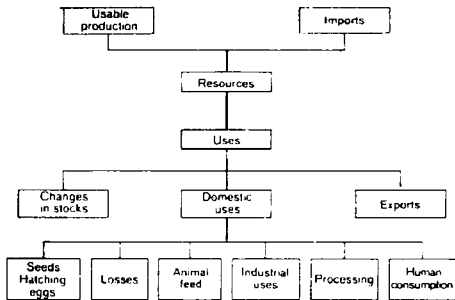 Usable
production
Imports
Resources
Uses
Changes
in stocks
Domestic
uses
Exports
Seeds
Hatching
eggs
Losses
Animal
feed
Industrial
uses
Processing
Human
consumption